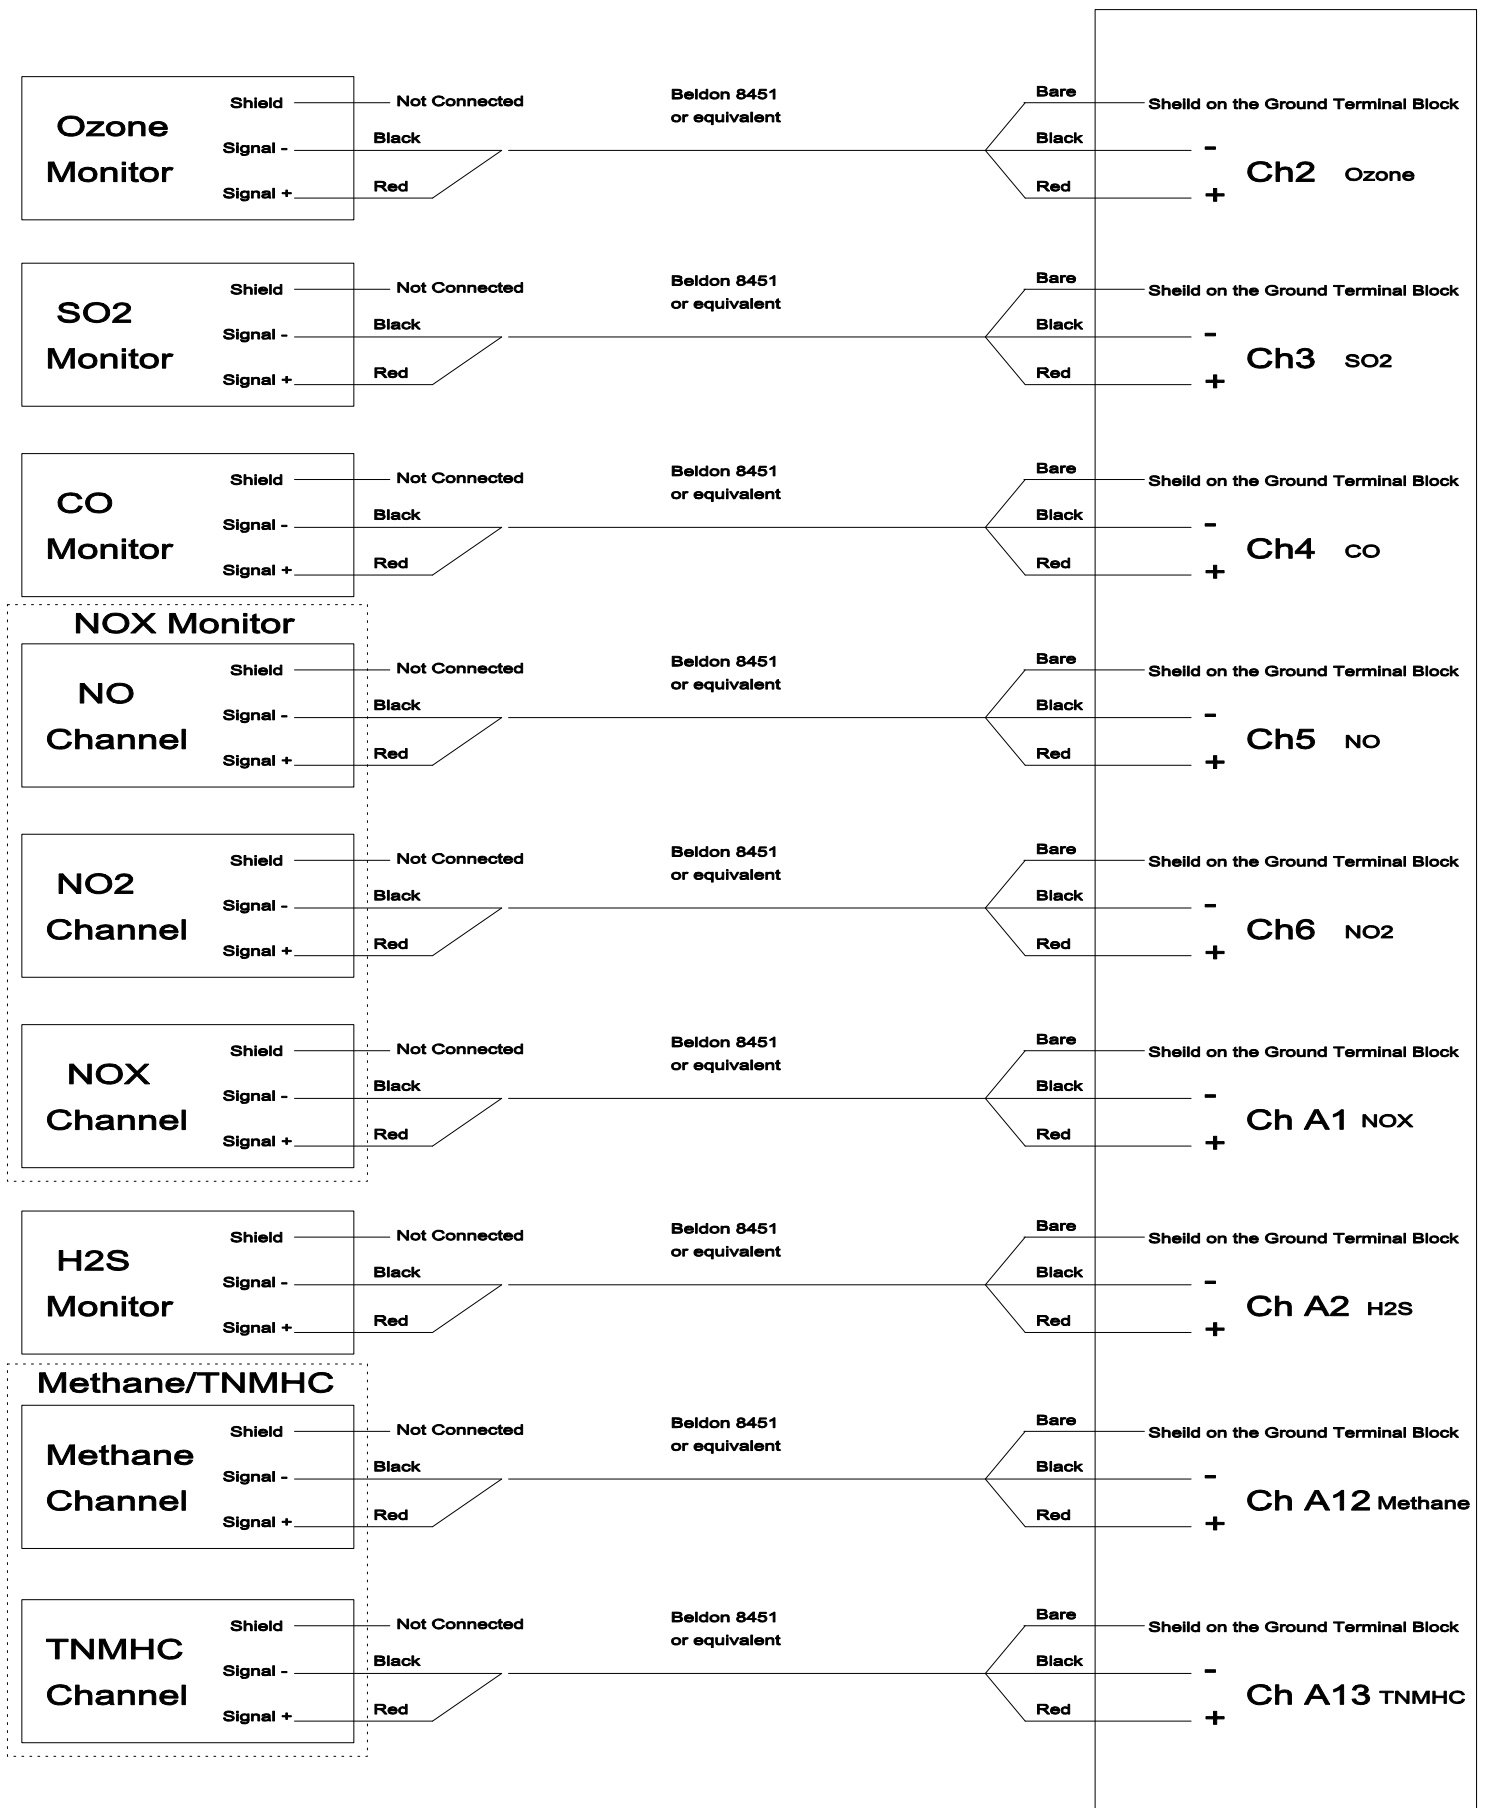 Ozone
Monitor
Shield
Signal -
Signal +
Not Connected
Black
Red
Beldon 8451
or equivalent
Bare
Black
Red
Sheild on the Ground Terminal Block
-
+
Ch2 Ozone
SO2
Monitor
Shield
Signal -
Signal +
Not Connected
Black
Red
Beldon 8451
or equivalent
Bare
Black
Red
Sheild on the Ground Terminal Block
-
+
Ch3 SO2
CO
Monitor
Shield
Signal -
Signal +
Not Connected
Black
Red
Beldon 8451
or equivalent
Bare
Black
Red
Sheild on the Ground Terminal Block
-
+
Ch4 CO
NOX Monitor
NO
Channel
Shield
Signal -
Signal +
Not Connected
Black
Red
Beldon 8451
or equivalent
Bare
Black
Red
Sheild on the Ground Terminal Block
-
+
Ch5 NO
NO2
Channel
Shield
Signal -
Signal +
Not Connected
Black
Red
Beldon 8451
or equivalent
Bare
Black
Red
Sheild on the Ground Terminal Block
-
+
Ch6 NO2
NOX
Channel
Shield
Signal -
Signal +
Not Connected
Black
Red
Beldon 8451
or equivalent
Bare
Black
Red
Sheild on the Ground Terminal Block
-
+
Ch A1 NOX
H2S
Monitor
Shield
Signal -
Signal +
Not Connected
Black
Red
Beldon 8451
or equivalent
Bare
Black
Red
Sheild on the Ground Terminal Block
-
+
Ch A2 H2S
Methane/TNMHC
Methane
Channel
Shield
Signal -
Signal +
Not Connected
Black
Red
Beldon 8451
or equivalent
Bare
Black
Red
Sheild on the Ground Terminal Block
-
+
Ch A12 Methane
TNMHC
Channel
Shield
Signal -
Signal +
Not Connected
Black
Red
Beldon 8451
or equivalent
Bare
Black
Red
Sheild on the Ground Terminal Block
-
+
Ch A13 TNMHC